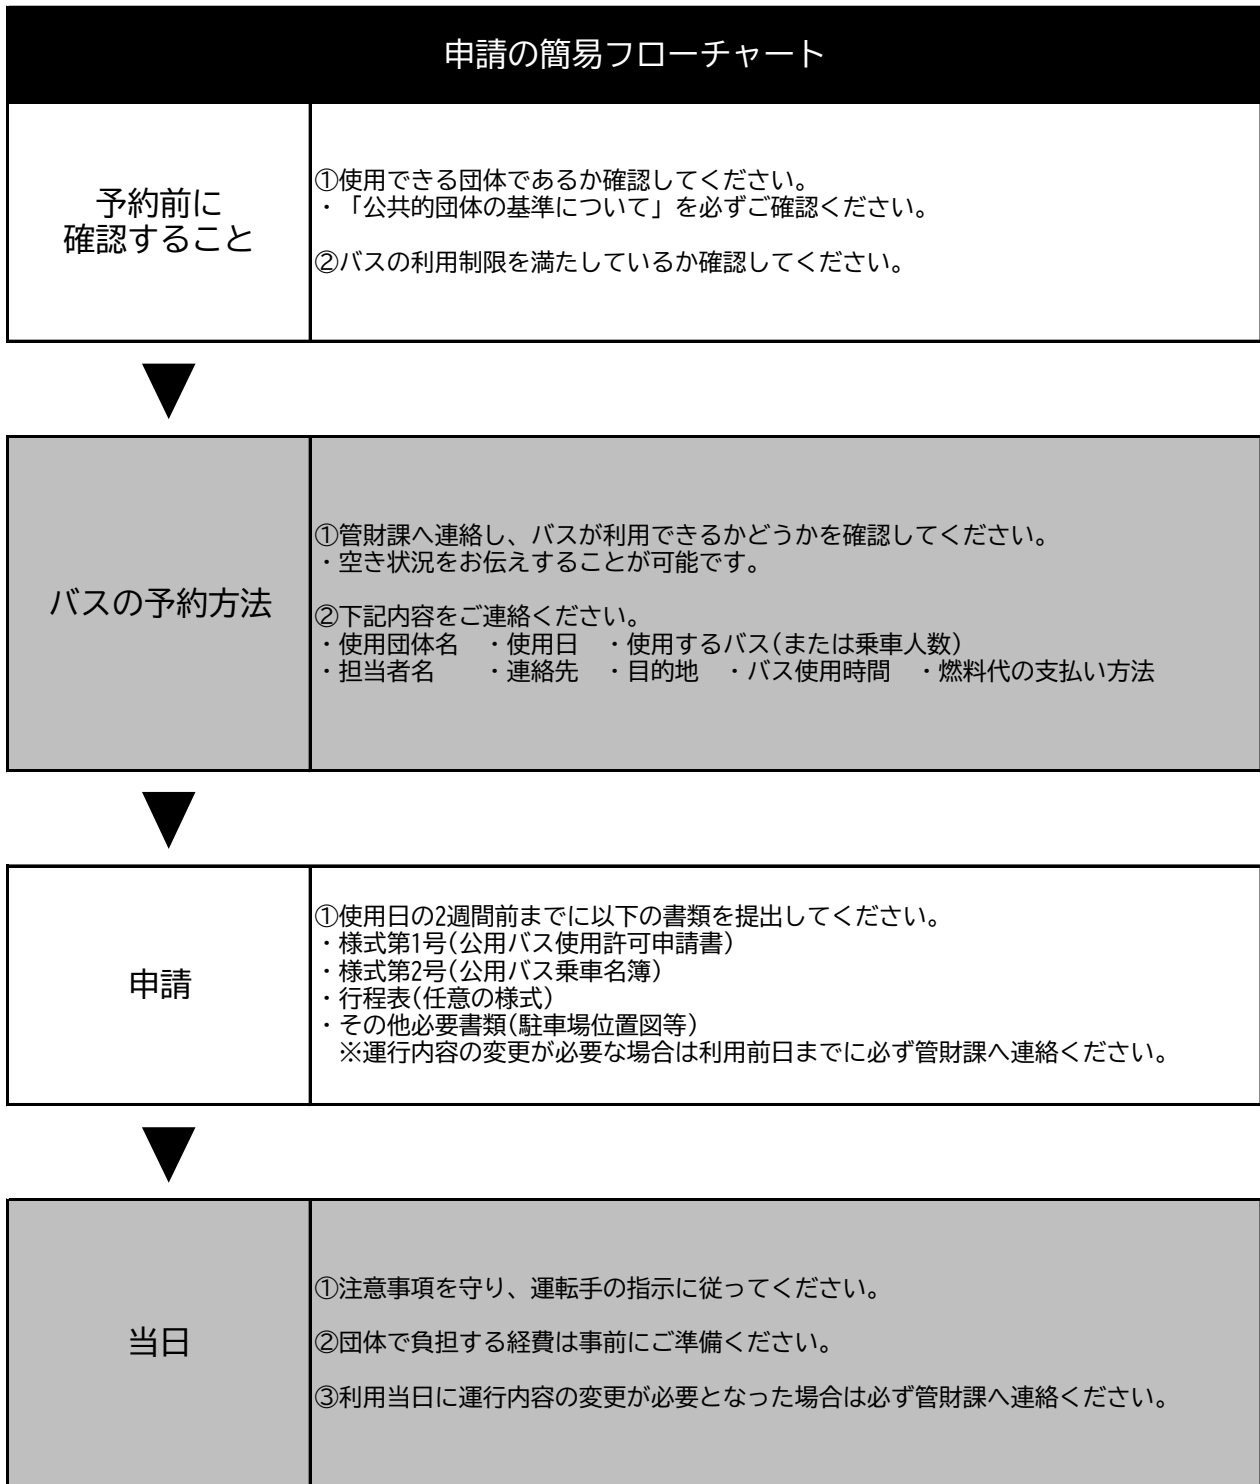 申請の簡易フローチャート
予約前に
確認すること
①使用できる団体であるか確認してください。
・「公共的団体の基準について」を必ずご確認ください。
②バスの利用制限を満たしているか確認してください。
バスの予約方法
①管財課へ連絡し、バスが利用できるかどうかを確認してください。
・空き状況をお伝えすることが可能です。
②下記内容をご連絡ください。
・使用団体名　・使用日　・使用するバス(または乗車人数)
・担当者名　　・連絡先　・目的地　・バス使用時間　・燃料代の支払い方法
申請
①使用日の2週間前までに以下の書類を提出してください。
・様式第1号(公用バス使用許可申請書)
・様式第2号(公用バス乗車名簿)
・行程表(任意の様式)
・その他必要書類(駐車場位置図等)
※運行内容の変更が必要な場合は利用前日までに必ず管財課へ連絡ください。
当日
①注意事項を守り、運転手の指示に従ってください。
②団体で負担する経費は事前にご準備ください。
③利用当日に運行内容の変更が必要となった場合は必ず管財課へ連絡ください。